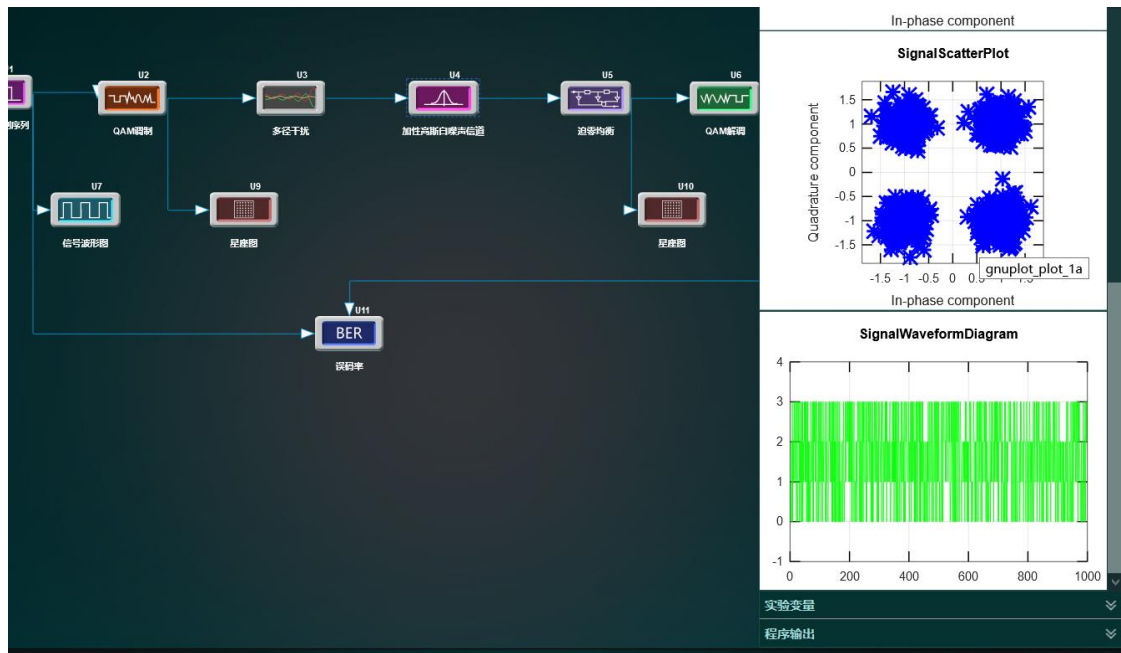 U2
U3
U4
U5
U6
QAM调制
多径干扰
加性高斯白噪声信道
迫零均衡
QAM解调
U7
U9
U10
信号波形图
星座图
星座图
U11
BER
误码率
In-phase component
SignalScatterPlot
Quadrature component
1.5
1
0.5
0
-0.5
-1
-1.5
-1.5 -1 -0.5 0
gnuplot_plot_1a
In-phase component
SignalWaveformDiagram
4
3
2
1
0
-1
0 200 400 600 800 1000
实验变量
程序输出